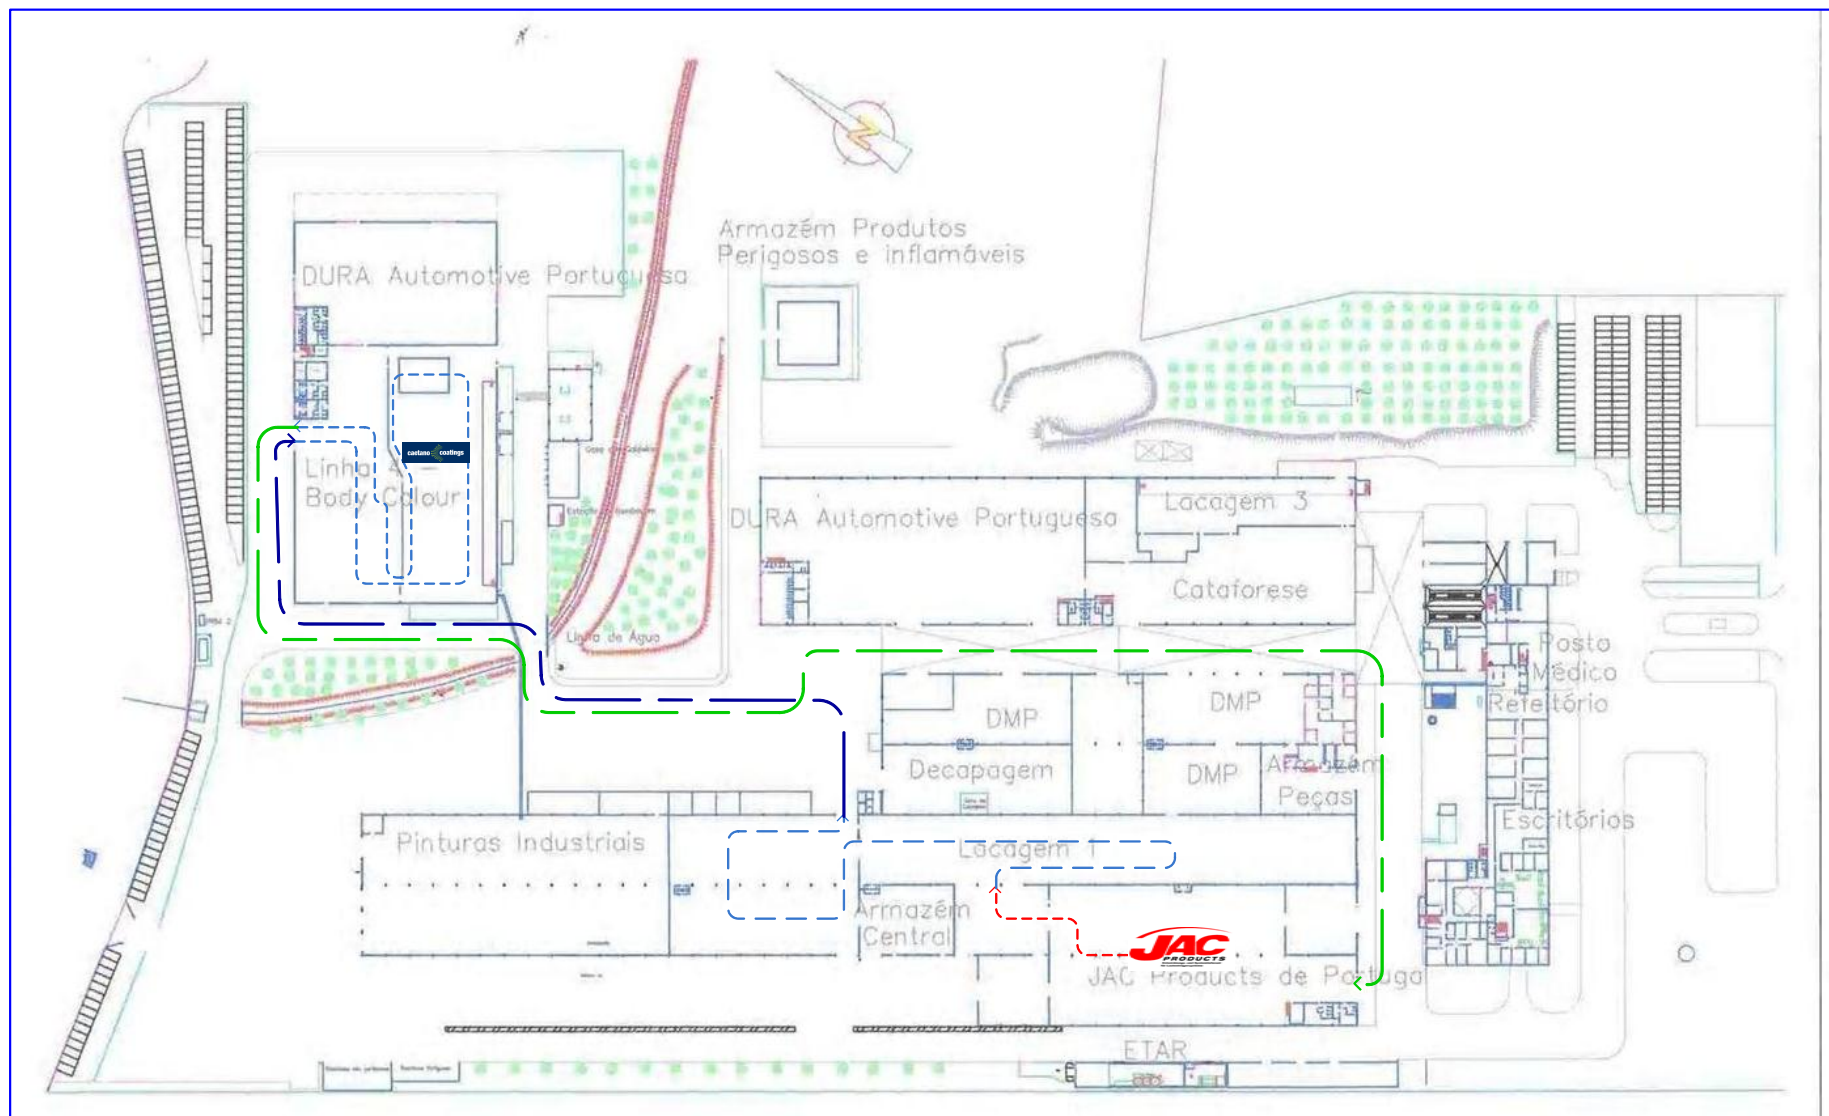 N
Armazém Produtos
Perigosos e inflamáveis
DURA Automotive Portuguesa
caetano coatings
Linha 4 –
Body Colour
DURA Automotive Portuguesa
Lacagem 3
Cataforese
Linha de Água
Posto
Médico
Refeitório
DMP
DMP
Decapagem
DMP
Armazém
Peças
Escritórios
Pinturas Industriais
Lacagem 1
Armazém
Central
JAC
PRODUCTS
JAC Products de Portuga
ETAR